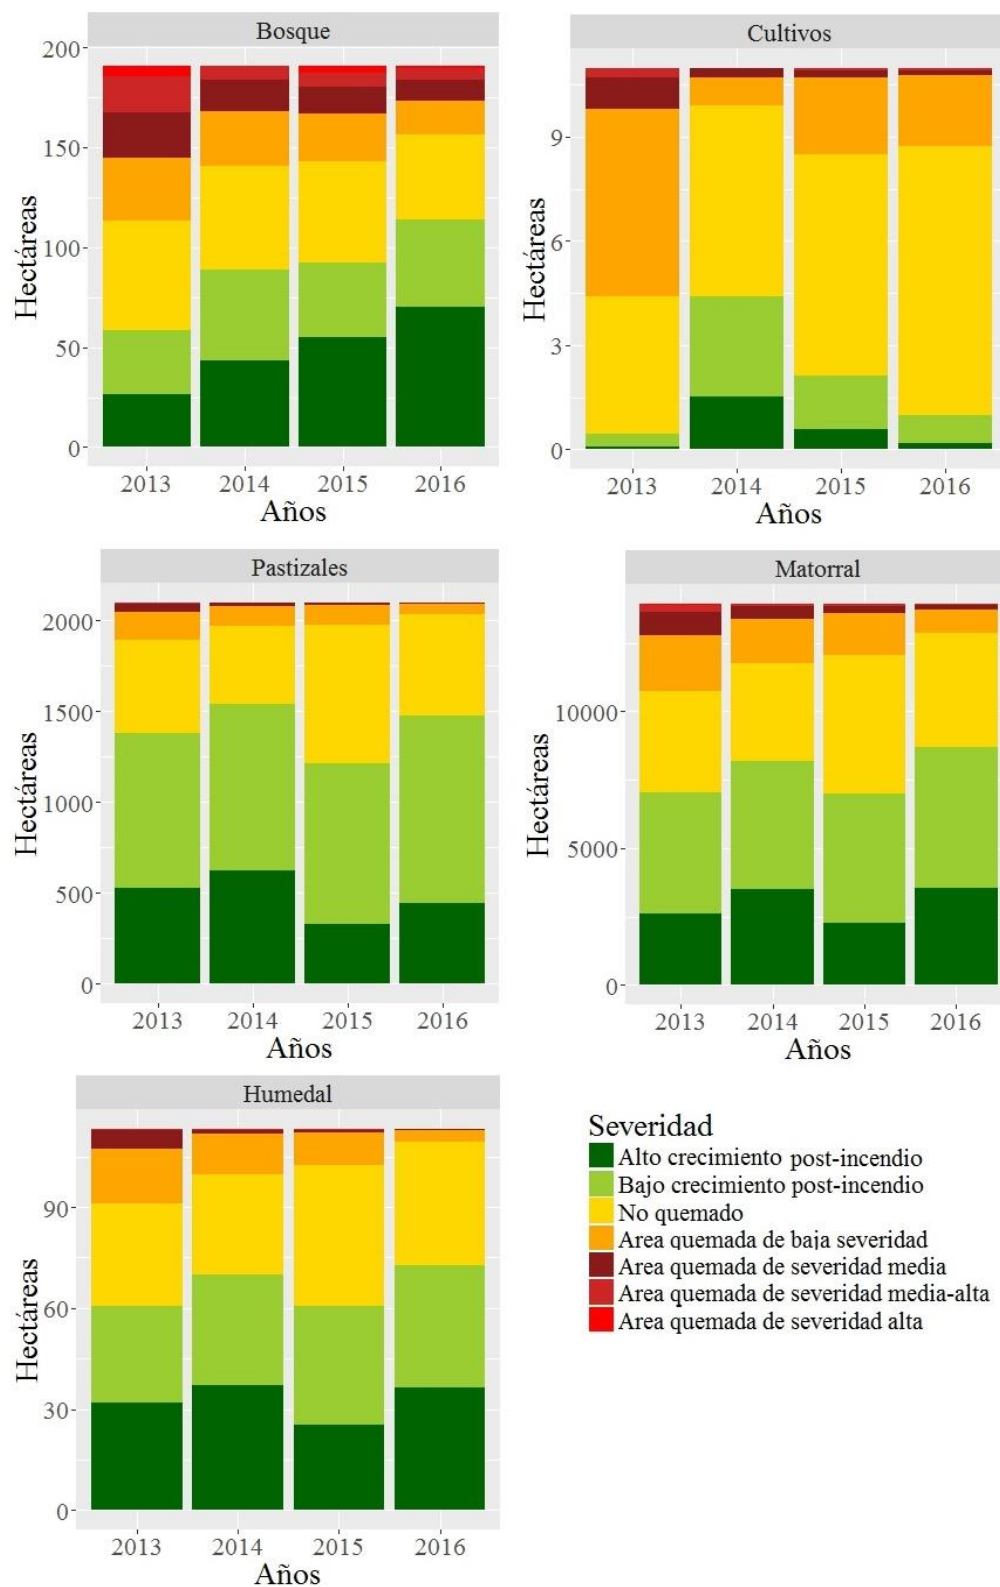 Bosque
Hectáreas
200
150
100
50
0
2013 2014 2015 2016
Años
Cultivos
Hectáreas
9
6
3
0
2013 2014 2015 2016
Años
Pastizales
Hectáreas
2000
1500
1000
500
0
2013 2014 2015 2016
Años
Matorral
Hectáreas
10000
5000
0
2013 2014 2015 2016
Años
Humedal
Hectáreas
90
60
30
0
2013 2014 2015 2016
Años
Severidad
Alto crecimiento post-incendio
Bajo crecimiento post-incendio
No quemado
Area quemada de baja severidad
Area quemada de severidad media
Area quemada de severidad media-alta
Area quemada de severidad alta